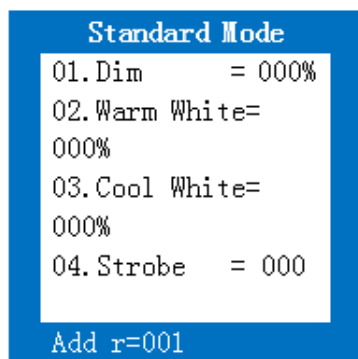 Standard Mode
01.Dim = 000%
02.Warm White=
000%
03.Cool White=
000%
04.Strobe = 000
Add r=001